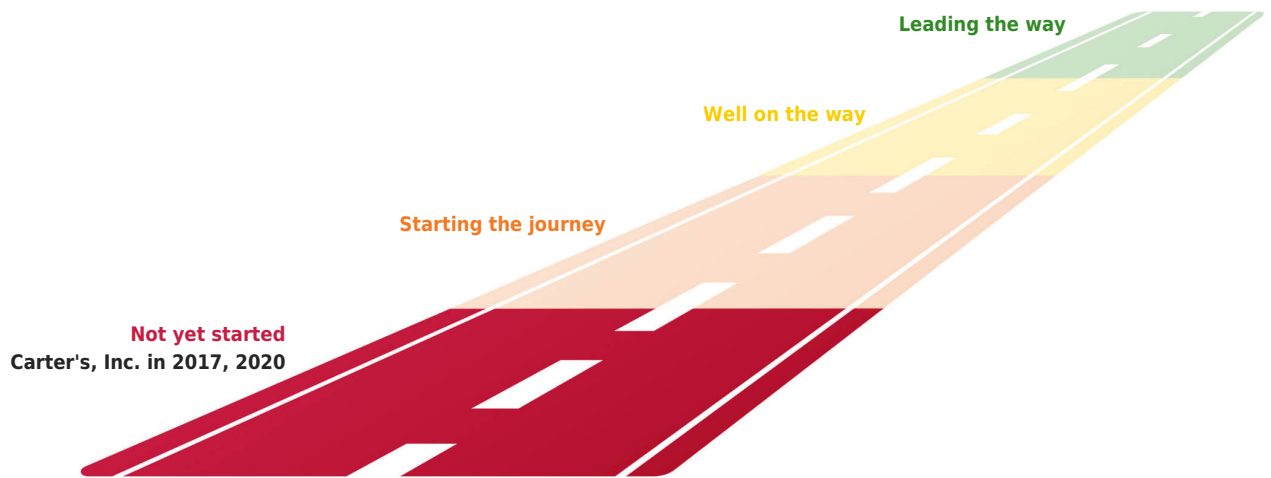 Leading the way
Well on the way
Starting the journey
Not yet started
Carter's, Inc. in 2017, 2020